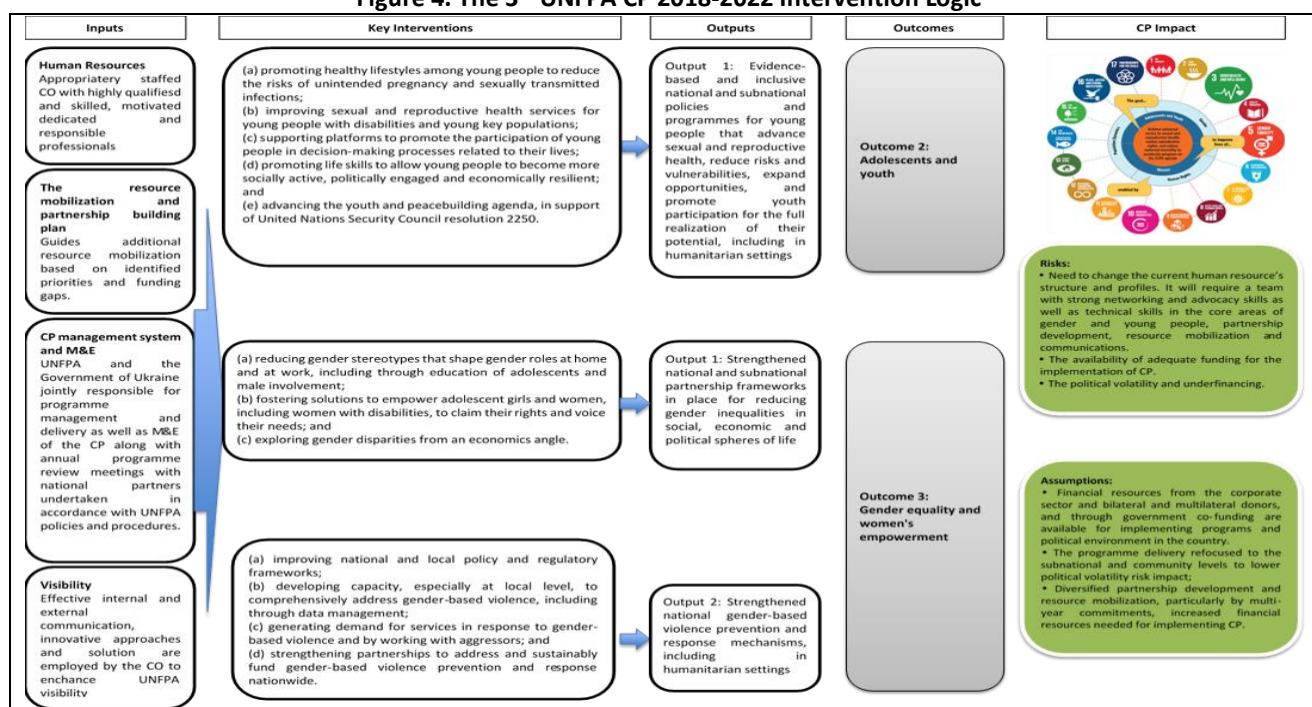 Figure 4. The 3rd UNFPA CP 2018-2022 Intervention Logic
Inputs
Key Interventions
Outputs
Outcomes
CP Impact
Human Resources
Appropriatery staffed
CO with highly qualifiesd
and skilled, motivated
dedicated and
responsible
professionals
The resource
mobilization and
partnership building
plan
Guides additional
resource mobilization
based on identified
priorities and funding
gaps.
CP management system
and M&E
UNFPA and the
Government of Ukraine
jointly responsible for
programme
management and
delivery as well as M&E
of the CP along with
annual programme
review meetings with
national partners
undertaken in
accordance with UNFPA
policies and procedures.
Visibility
Effective internal and
external
communication,
innovative approaches
and solution are
employed by the CO to
enchance UNFPA
visibility
(a) promoting healthy lifestyles among young people to reduce
the risks of unintended pregnancy and sexually transmitted
infections;
(b) improving sexual and reproductive health services for
young people with disabilities and young key populations;
(c) supporting platforms to promote the participation of young
people in decision-making processes related to their lives;
(d) promoting life skills to allow young people to become more
socially active, politically engaged and economically resilient;
and
(e) advancing the youth and peacebuilding agenda, in support
of United Nations Security Council resolution 2250.
(a) reducing gender stereotypes that shape gender roles at home
and at work, including through education of adolescents and
male involvement;
(b) fostering solutions to empower adolescent girls and women,
including women with disabilities, to claim their rights and voice
their needs; and
(c) exploring gender disparities from an economics angle.
(a) improving national and local policy and regulatory
frameworks;
(b) developing capacity, especially at local level, to
comprehensively address gender-based violence, including
through data management;
(c) generating demand for services in response to gender-
based violence and by working with aggressors; and
(d) strengthening partnerships to address and sustainably
fund gender-based violence prevention and response
nationwide.
Output 1: Evidence-
based and inclusive
national and subnational
policies and
programmes for young
people that advance
sexual and reproductive
health, reduce risks and
vulnerabilities, expand
opportunities, and
promote youth
participation for the full
realization of their
potential, including in
humanitarian settings
Output 1: Strengthened
national and subnational
partnership frameworks
in place for reducing
gender inequalities in
social, economic and
political spheres of life
Output 2: Strengthened
national gender-based
violence prevention and
response mechanisms,
including in
humanitarian settings
Outcome 2:
Adolescents and
youth
Outcome 3:
Gender equality and
women's
empowerment
The goal...
to improve
lives of...
enabled by
Human Rights
Risks:
• Need to change the current human resource's
structure and profiles. It will require a team
with strong networking and advocacy skills as
well as technical skills in the core areas of
gender and young people, partnership
development, resource mobilization and
communications.
• The availability of adequate funding for the
implementation of CP.
• The political volatility and underfinancing.
Assumptions:
• Financial resources from the corporate
sector and bilateral and multilateral donors,
and through government co-funding are
available for implementing programs and
political environment in the country.
• The programme delivery refocused to the
subnational and community levels to lower
political volatility risk impact;
• Diversified partnership development and
resource mobilization, particularly by multi-
year commitments, increased financial
resources needed for implementing CP.